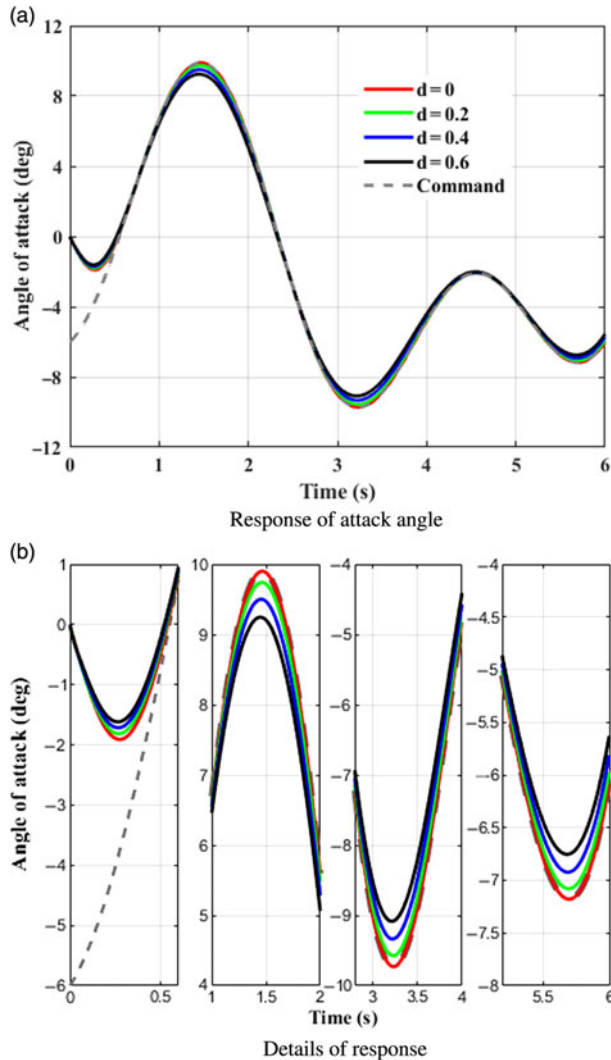 (a)
12
8
4
0
−4
−8
−12
Angle of attack (deg)
d = 0
d = 0.2
d = 0.4
d = 0.6
Command
0 1 2 3 4 5 6
Time (s)
Response of attack angle
(b)
1
0
−1
−2
−3
−4
−5
−6
Angle of attack (deg)
0 0.5
10
9
8
7
6
5
4
1 1.5 2
−4
−5
−6
−7
−8
−9
−10
3 3.5 4
−4
−4.5
−5
−5.5
−6
−6.5
−7
−7.5
−8
5.5 6
Time (s)
Details of response